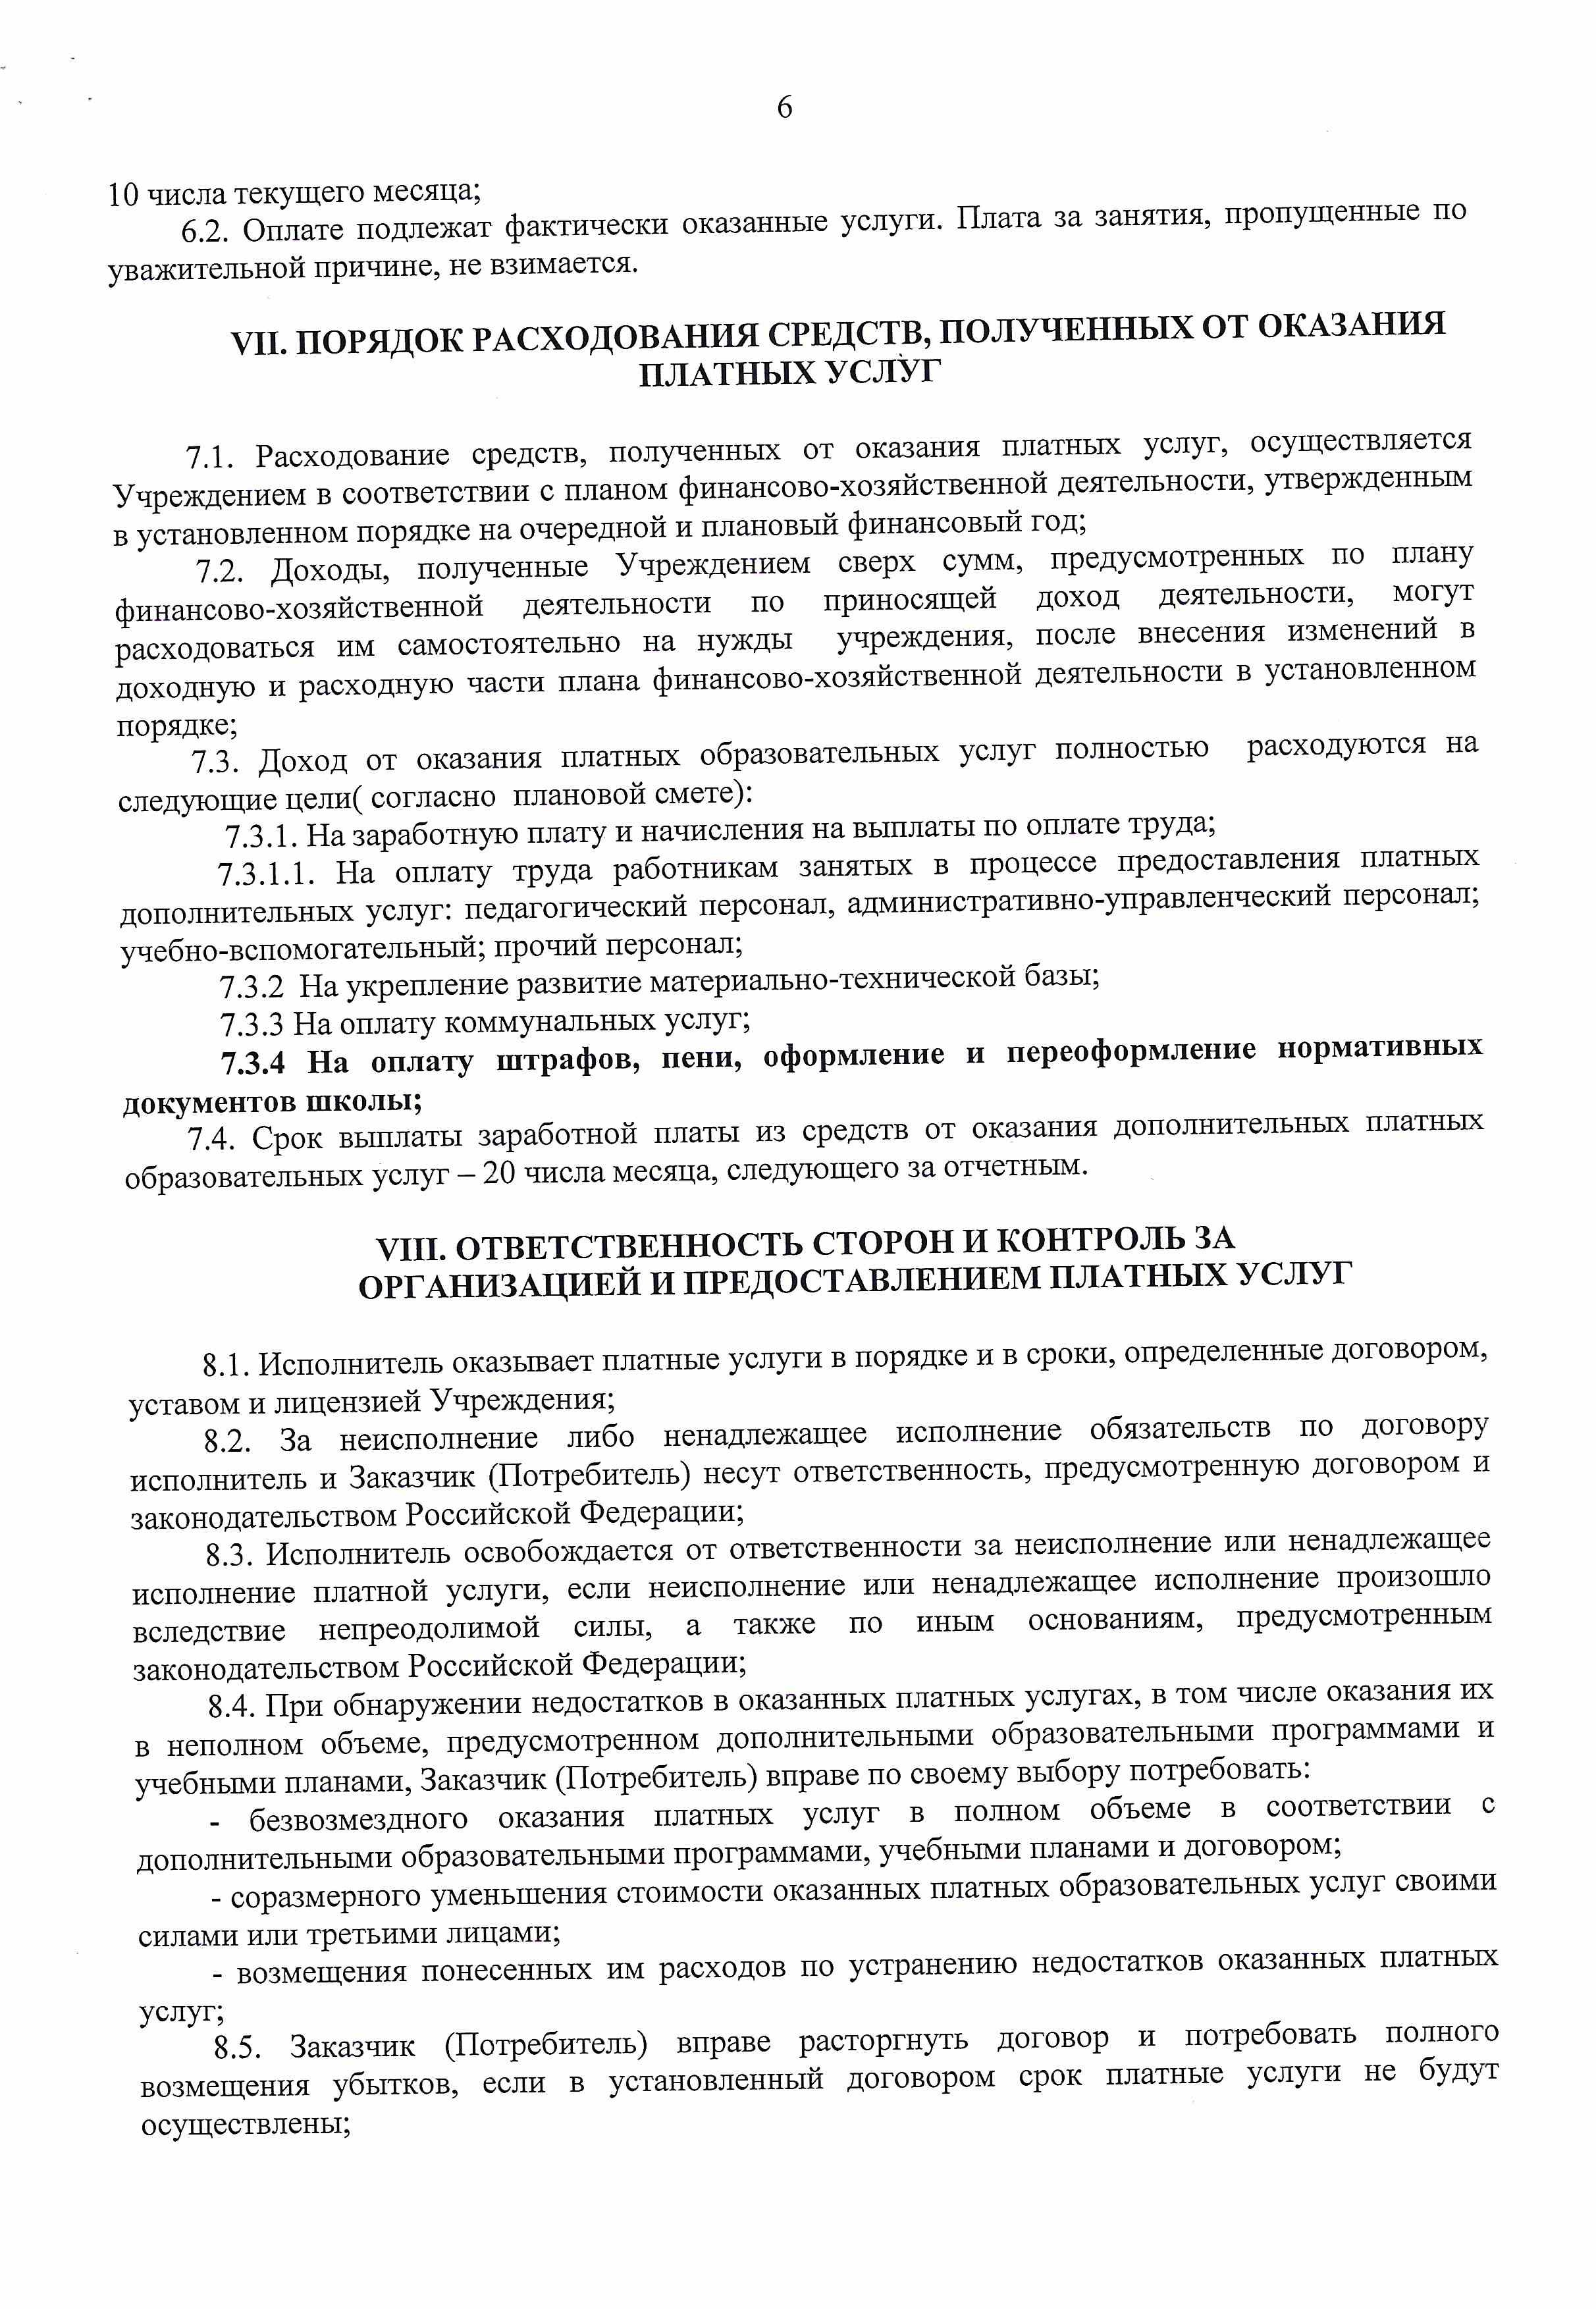 6
10 числа текущего месяца;
6.2. Оплате подлежат фактически оказанные услуги. Плата за занятия, пропущенные по
уважительной причине, не взимается.
VII. ПОРЯДОК РАСХОДОВАНИЯ СРЕДСТВ, ПОЛУЧЕННЫХ ОТ ОКАЗАНИЯ
ПЛАТНЫХ УСЛУГ
7.1. Расходование средств, полученных от оказания платных услуг, осуществляется
Учреждением в соответствии с планом финансово-хозяйственной деятельности, утвержденным
в установленном порядке на очередной и плановый финансовый год;
7.2. Доходы, полученные Учреждением сверх сумм, предусмотренных по плану
финансово-хозяйственной деятельности по приносящей доход деятельности, могут
расходоваться им самостоятельно на нужды учреждения, после внесения изменений в
доходную и расходную части плана финансово-хозяйственной деятельности в установленном
порядке;
7.3. Доход от оказания платных образовательных услуг полностью расходуются на
следующие цели( согласно плановой смете):
7.3.1. На заработную плату и начисления на выплаты по оплате труда;
7.3.1.1. На оплату труда работникам занятых в процессе предоставления платных
дополнительных услуг: педагогический персонал, административно-управленческий персонал;
учебно-вспомогательный; прочий персонал;
7.3.2 На укрепление развитие материально-технической базы;
7.3.3 На оплату коммунальных услуг;
7.3.4 На оплату штрафов, пени, оформление и переоформление нормативных
документов школы;
7.4. Срок выплаты заработной платы из средств от оказания дополнительных платных
образовательных услуг – 20 числа месяца, следующего за отчетным.
VIII. ОТВЕТСТВЕННОСТЬ СТОРОН И КОНТРОЛЬ ЗА
ОРГАНИЗАЦИЕЙ И ПРЕДОСТАВЛЕНИЕМ ПЛАТНЫХ УСЛУГ
8.1. Исполнитель оказывает платные услуги в порядке и в сроки, определенные договором,
уставом и лицензией Учреждения;
8.2. За неисполнение либо ненадлежащее исполнение обязательств по договору
исполнитель и Заказчик (Потребитель) несут ответственность, предусмотренную договором и
законодательством Российской Федерации;
8.3. Исполнитель освобождается от ответственности за неисполнение или ненадлежащее
исполнение платной услуги, если неисполнение или ненадлежащее исполнение произошло
вследствие непреодолимой силы, а также по иным основаниям, предусмотренным
законодательством Российской Федерации;
8.4. При обнаружении недостатков в оказанных платных услугах, в том числе оказания их
в неполном объеме, предусмотренном дополнительными образовательными программами и
учебными планами, Заказчик (Потребитель) вправе по своему выбору потребовать:
- безвозмездного оказания платных услуг в полном объеме в соответствии с
дополнительными образовательными программами, учебными планами и договором;
- соразмерного уменьшения стоимости оказанных платных образовательных услуг своими
силами или третьими лицами;
- возмещения понесенных им расходов по устранению недостатков оказанных платных
услуг;
8.5. Заказчик (Потребитель) вправе расторгнуть договор и потребовать полного
возмещения убытков, если в установленный договором срок платные услуги не будут
осуществлены;